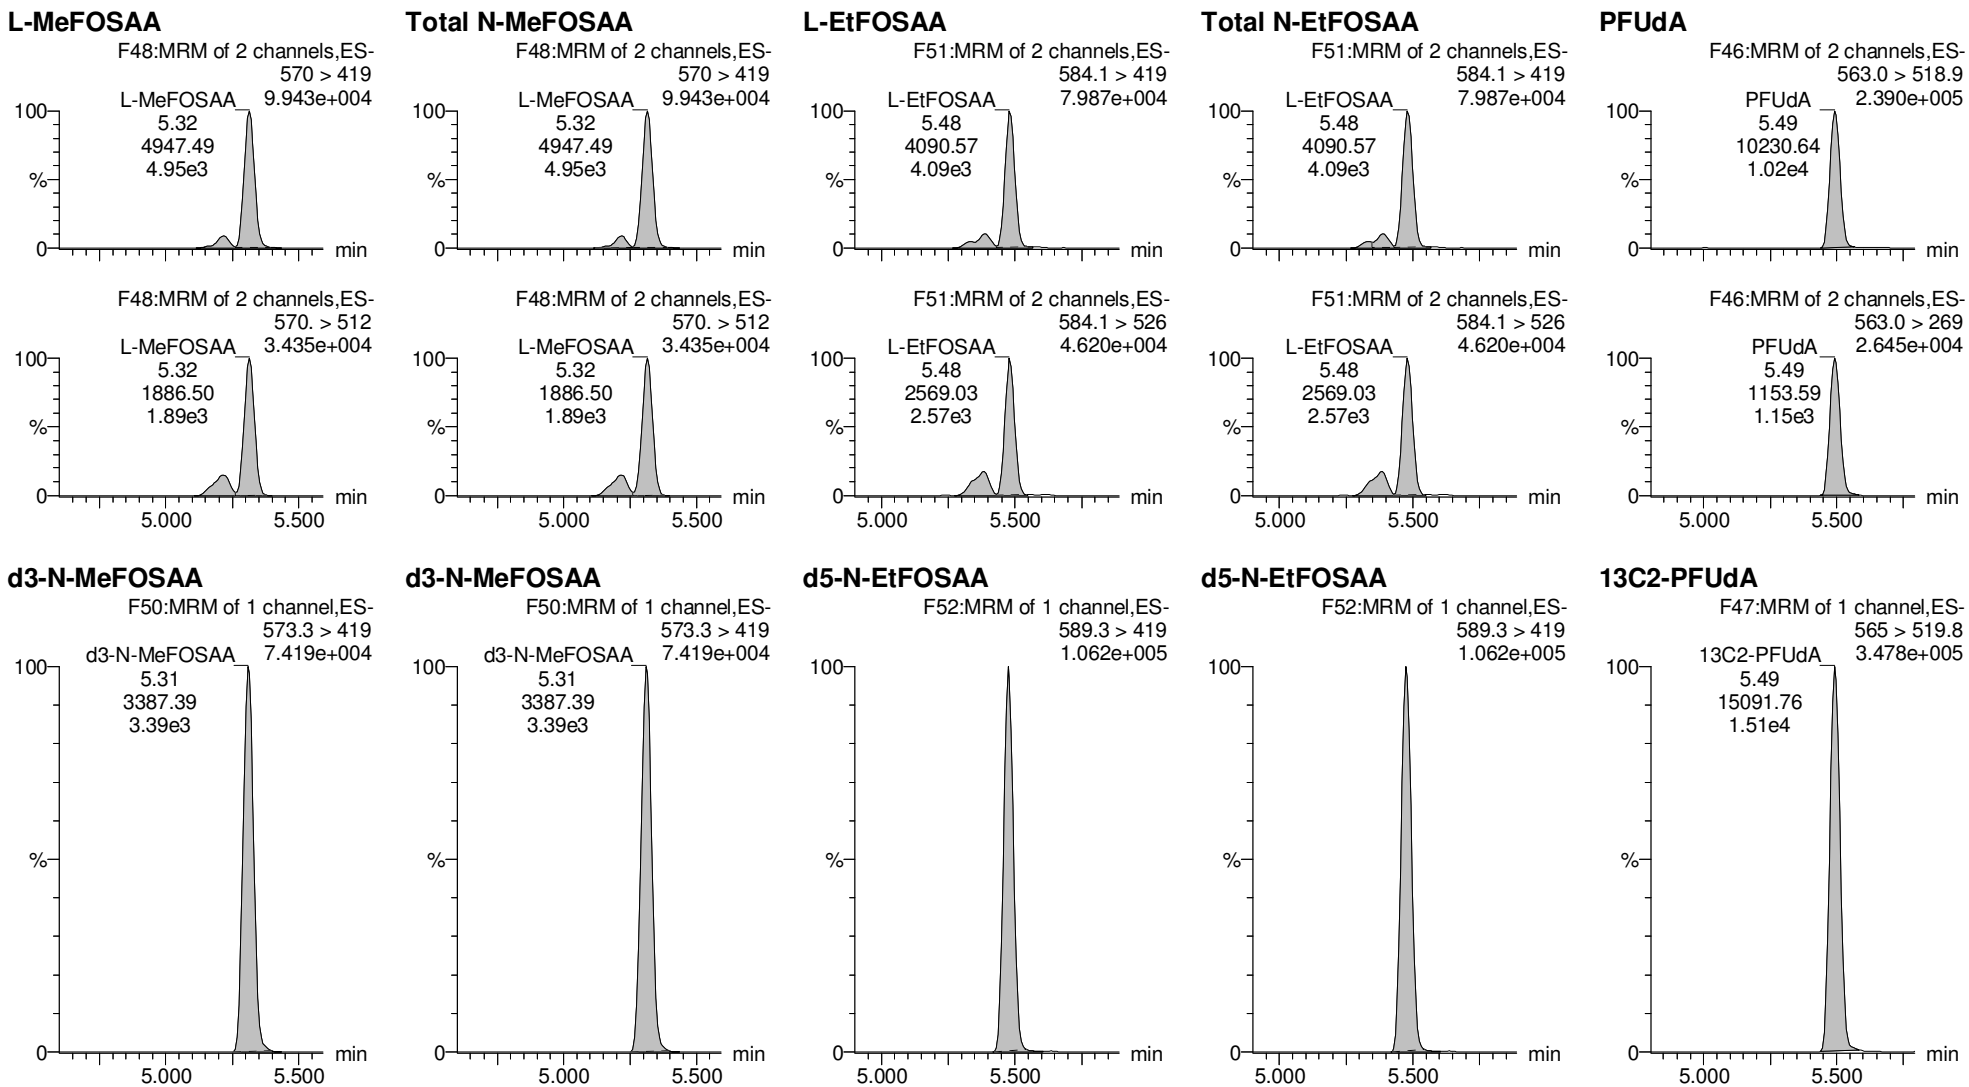 L-MeFOSAA
F48:MRM of 2 channels,ES-
570 > 419
9.943e+004
L-MeFOSAA
5.32
4947.49
4.95e3
100
%
0
min
F48:MRM of 2 channels,ES-
570. > 512
3.435e+004
L-MeFOSAA
5.32
1886.50
1.89e3
100
%
0
min
5.000 5.500
Total N-MeFOSAA
F48:MRM of 2 channels,ES-
570 > 419
9.943e+004
L-MeFOSAA
5.32
4947.49
4.95e3
100
%
0
min
F48:MRM of 2 channels,ES-
570. > 512
3.435e+004
L-MeFOSAA
5.32
1886.50
1.89e3
100
%
0
min
5.000 5.500
L-EtFOSAA
F51:MRM of 2 channels,ES-
584.1 > 419
7.987e+004
L-EtFOSAA
5.48
4090.57
4.09e3
100
%
0
min
F51:MRM of 2 channels,ES-
584.1 > 526
4.620e+004
L-EtFOSAA
5.48
2569.03
2.57e3
100
%
0
min
5.000 5.500
Total N-EtFOSAA
F51:MRM of 2 channels,ES-
584.1 > 419
7.987e+004
L-EtFOSAA
5.48
4090.57
4.09e3
100
%
0
min
F51:MRM of 2 channels,ES-
584.1 > 526
4.620e+004
L-EtFOSAA
5.48
2569.03
2.57e3
100
%
0
min
5.000 5.500
PFUdA
F46:MRM of 2 channels,ES-
563.0 > 518.9
2.390e+005
PFUdA
5.49
10230.64
1.02e4
100
%
0
min
F46:MRM of 2 channels,ES-
563.0 > 269
2.645e+004
PFUdA
5.49
1153.59
1.15e3
100
%
0
min
5.000 5.500
d3-N-MeFOSAA
F50:MRM of 1 channel,ES-
573.3 > 419
7.419e+004
d3-N-MeFOSAA
5.31
3387.39
3.39e3
100
%
0
min
5.000 5.500
d3-N-MeFOSAA
F50:MRM of 1 channel,ES-
573.3 > 419
7.419e+004
d3-N-MeFOSAA
5.31
3387.39
3.39e3
100
%
0
min
5.000 5.500
d5-N-EtFOSAA
F52:MRM of 1 channel,ES-
589.3 > 419
1.062e+005
100
%
0
min
5.000 5.500
d5-N-EtFOSAA
F52:MRM of 1 channel,ES-
589.3 > 419
1.062e+005
100
%
0
min
5.000 5.500
13C2-PFUdA
F47:MRM of 1 channel,ES-
565 > 519.8
3.478e+005
13C2-PFUdA
5.49
15091.76
1.51e4
100
%
0
min
5.000 5.500